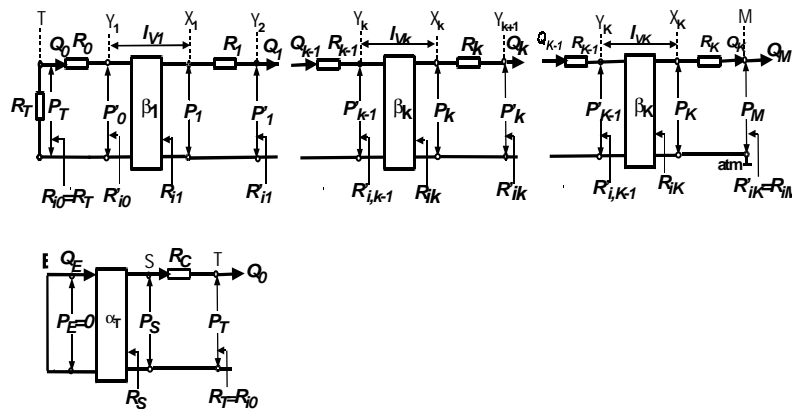 T Y1 X1 Y2 Yk Xk Yk+1 YK XK M
Q0 R0 IV1 R1 Q1 Qk-1 Rk-1 IVk Rk Qk QK-1 RK-1 IVK RK QK QM
RT PT P'0 β1 P1 P'1 P'k-1 βk Pk P'k P'K-1 βK PK PM
atm
Ri0=RT R'i0 Ri1 R'i1 R'i,k-1 Rik R'ik R'i,K-1 RiK R'iK=RiM
E QE S RC T Q0
PE=0 αT PS PT
RS RT=Ri0